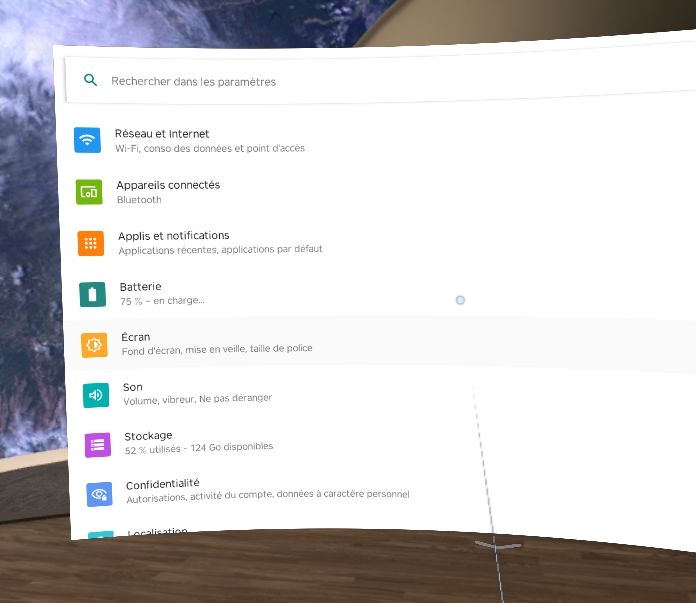 Rechercher dans les paramètres
Réseau et Internet
Wi-Fi, conso des données et point d'accès
Appareils connectés
Bluetooth
Applis et notifications
Applications récentes, applications par défaut
Batterie
75 % – en charge...
Écran
Fond d'écran, mise en veille, taille de police
Son
Volume, vibreur, Ne pas déranger
Stockage
52 % utilisés - 124 Go disponibles
Confidentialité
Autorisations, activité du compte, données à caractère personnel
Localisation